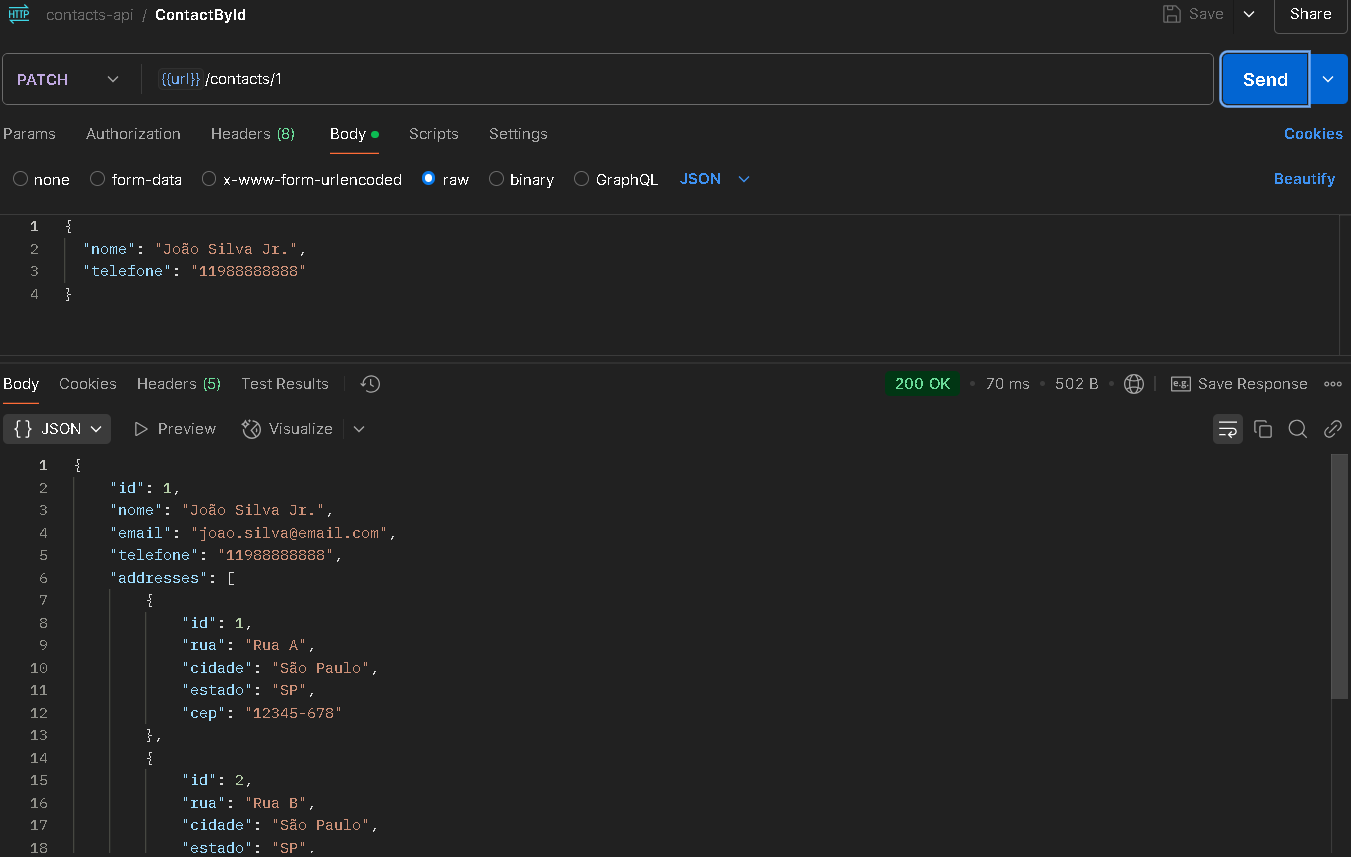 HTTP contacts-api / ContactById Save Share
PATCH {{url}}/contacts/1 Send
Params Authorization Headers (8) Body Scripts Settings Cookies
none form-data x-www-form-urlencoded raw binary GraphQL JSON Beautify
1 {
2 "nome": "João Silva Jr.",
3 "telefone": "11988888888"
4 }
Body Cookies Headers (5) Test Results 200 OK • 70 ms • 502 B • e.g. Save Response
{} JSON Preview Visualize
1 {
2 "id": 1,
3 "nome": "João Silva Jr.",
4 "email": "joao.silva@email.com",
5 "telefone": "11988888888",
6 "addresses": [
7 {
8 "id": 1,
9 "rua": "Rua A",
10 "cidade": "São Paulo",
11 "estado": "SP",
12 "cep": "12345-678"
13 },
14 {
15 "id": 2,
16 "rua": "Rua B",
17 "cidade": "São Paulo",
18 "estado": "SP",